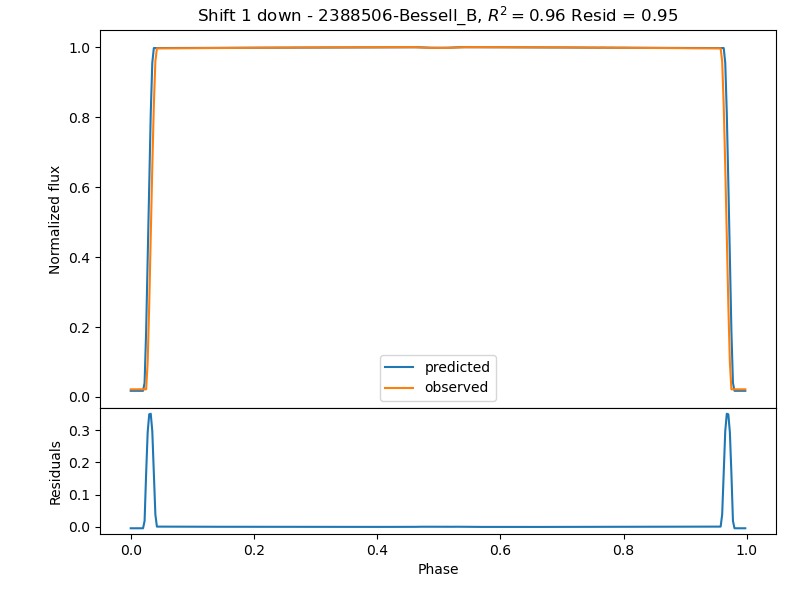 Shift 1 down - 2388506-Bessell_B, $R^2 = 0.96$ Resid = 0.95
1.0
0.8
0.6
0.4
0.2
0.0
Normalized flux
predicted
observed
0.3
0.2
0.1
0.0
Residuals
0.0 0.2 0.4 0.6 0.8 1.0
Phase